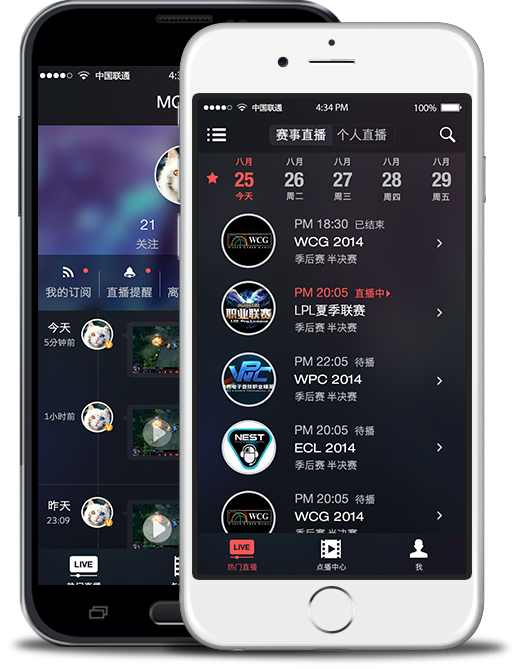 中国联通
4:3
MG
21
关注
我的订阅
直播提醒
离
今天
5分钟前
1小时前
昨天
23:09
LIVE
热门直播
中国联通
4:34 PM
100%
赛事直播
个人直播
八月
25
今天
八月
26
周二
八月
27
周三
八月
28
周四
八月
29
周五
WCG
PM 18:30 已结束
WCG 2014
季后赛 半决赛
职业联赛
PM 20:05 直播中
LPL夏季联赛
季后赛 半决赛
PM 22:05 待播
WPC 2014
季后赛 半决赛
NEST
PM 20:05 待播
ECL 2014
季后赛 半决赛
WCG
PM 20:05 待播
WCG 2014
季后赛 半决赛
LIVE
热门直播
点播中心
我